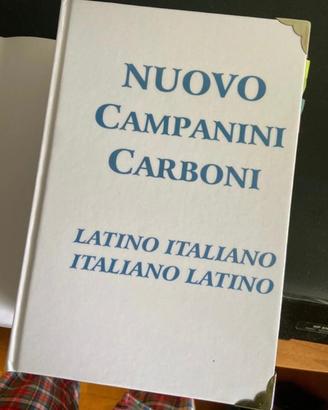 NUOVO
CAMPANINI
CARBONI
LATINO ITALIANO
ITALIANO LATINO